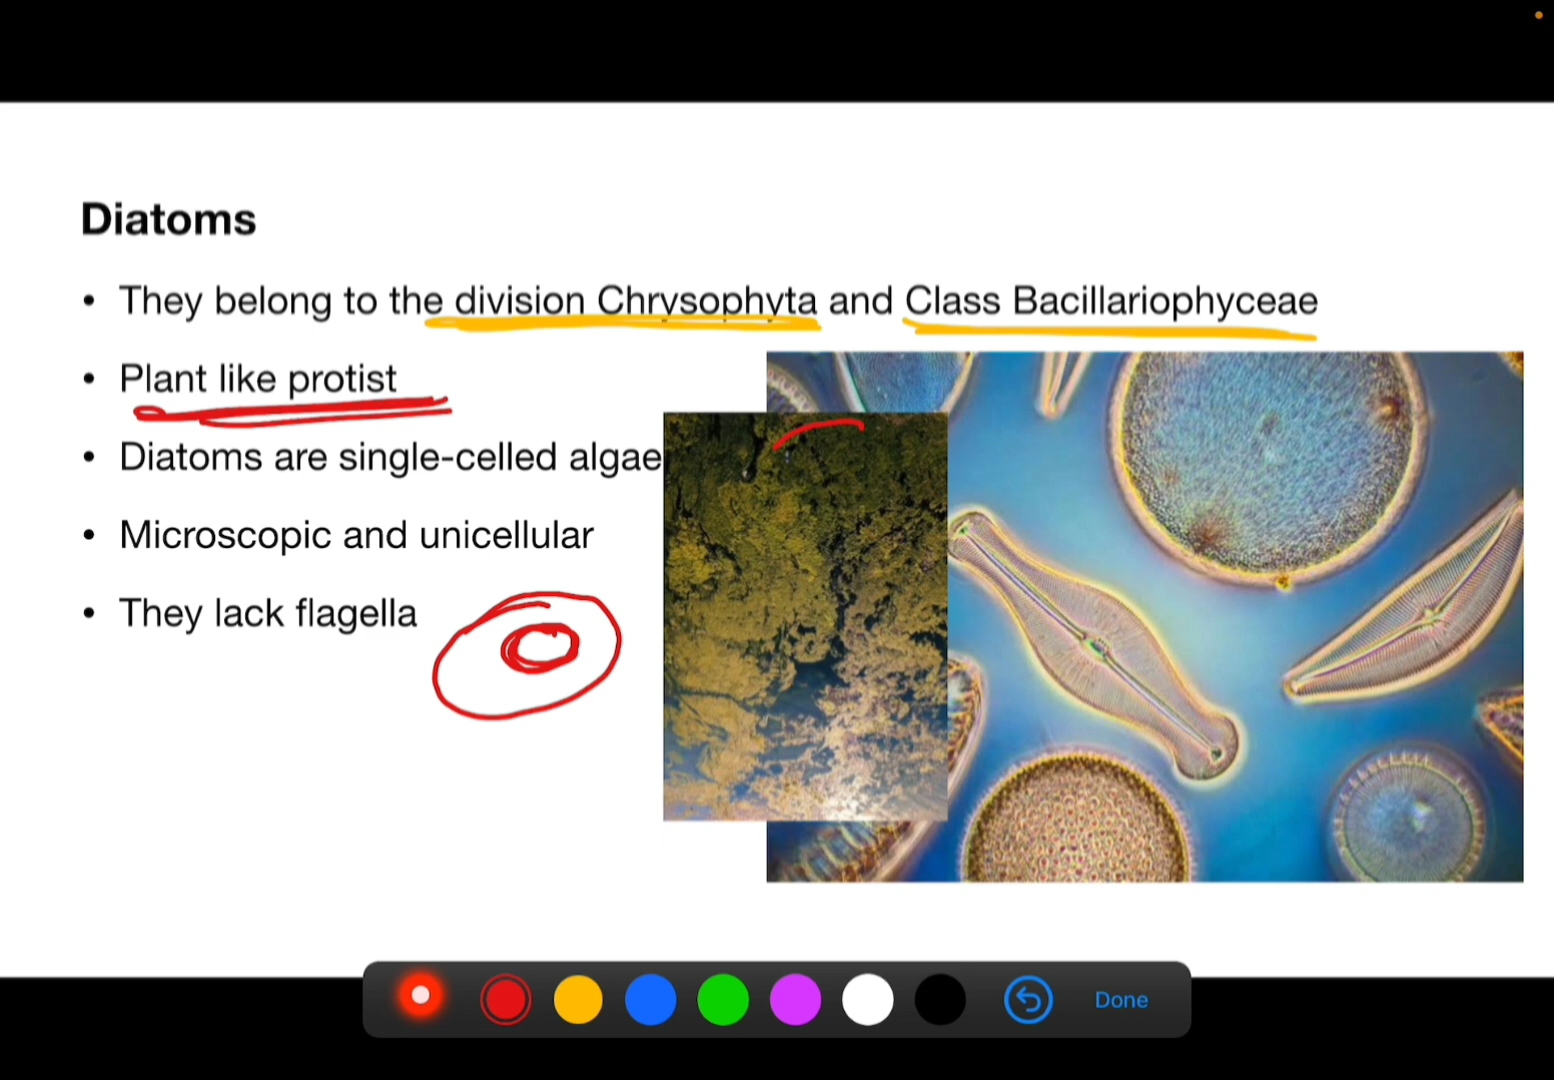 Diatoms
• They belong to the division Chrysophyta and Class Bacillariophyceae
• Plant like protist
• Diatoms are single-celled algae
• Microscopic and unicellular
• They lack flagella
Done